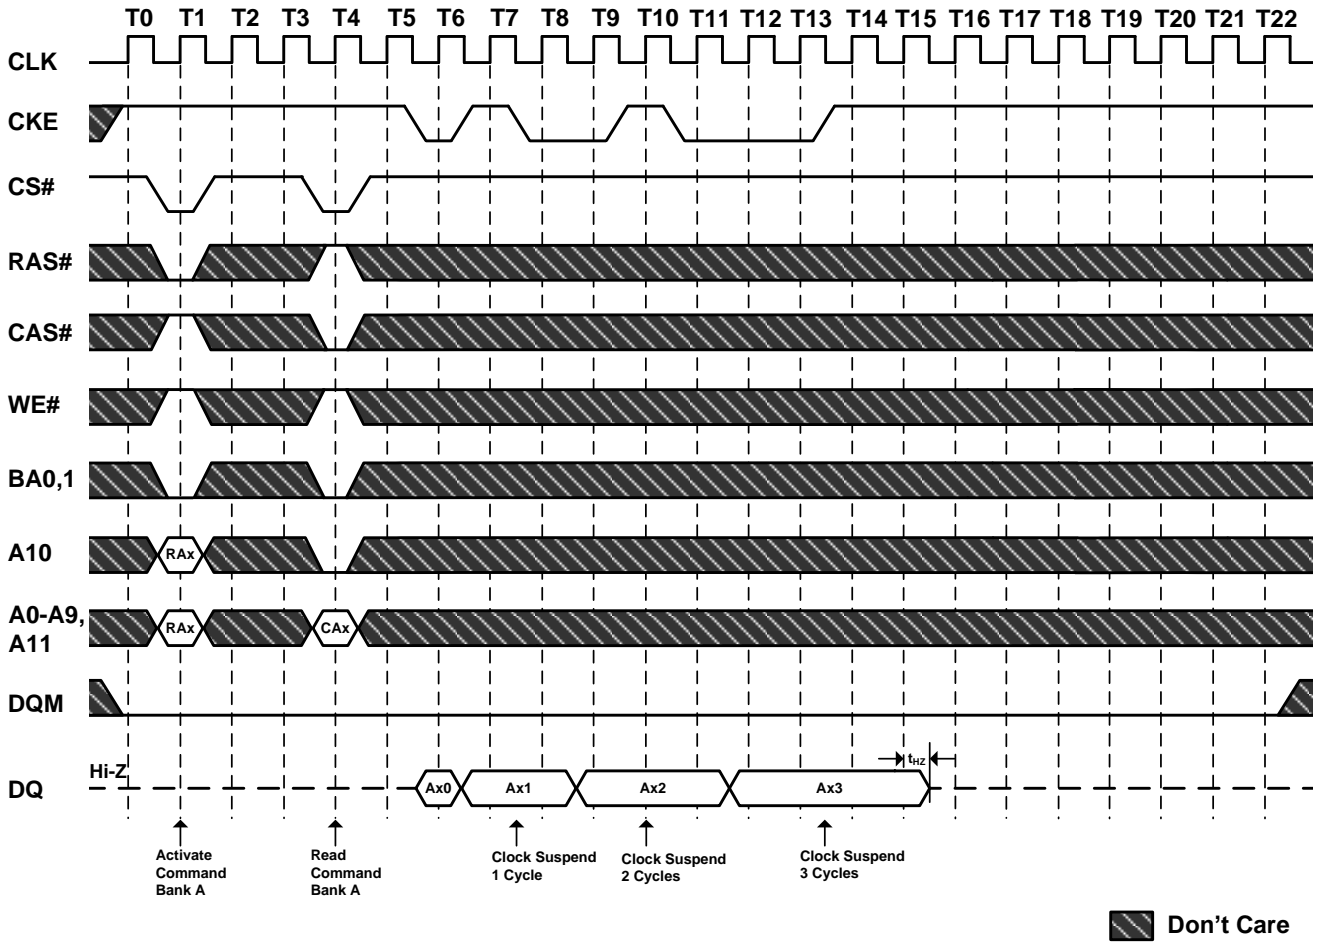 T0 T1 T2 T3 T4 T5 T6 T7 T8 T9 T10 T11 T12 T13 T14 T15 T16 T17 T18 T19 T20 T21 T22
CLK
CKE
CS#
RAS#
CAS#
WE#
BA0,1
A10
RAx
A0-A9,
A11
RAx
CAx
DQM
tHZ
Hi-Z
DQ
Ax0
Ax1
Ax2
Ax3
Activate
Command
Bank A
Read
Command
Bank A
Clock Suspend
1 Cycle
Clock Suspend
2 Cycles
Clock Suspend
3 Cycles
Don't Care